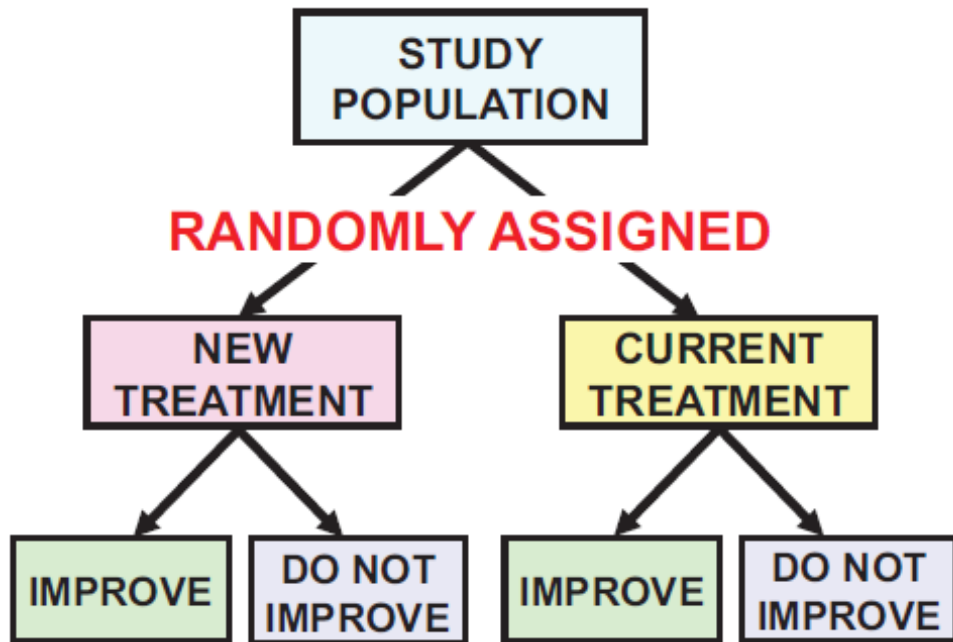 STUDY
POPULATION
RANDOMLY ASSIGNED
NEW
TREATMENT
CURRENT
TREATMENT
IMPROVE
DO NOT
IMPROVE
IMPROVE
DO NOT
IMPROVE